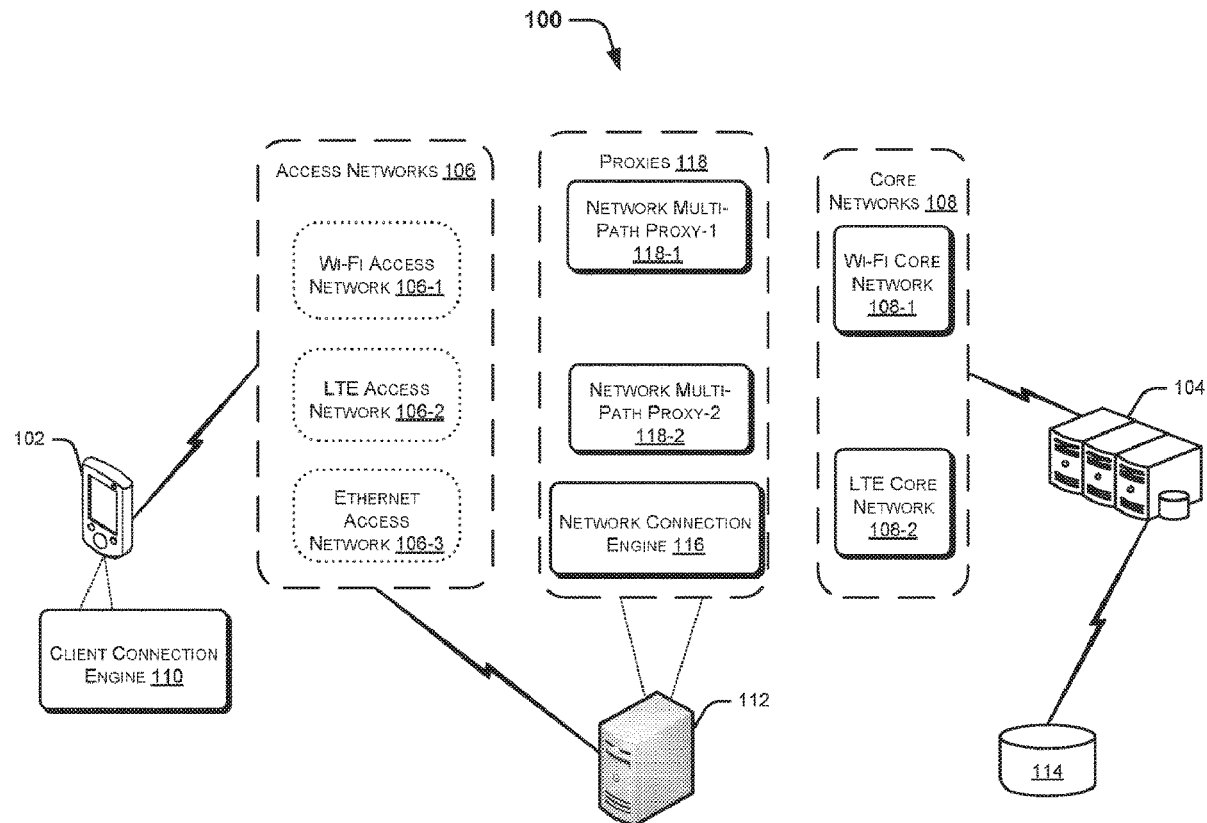 100
ACCESS NETWORKS 106
WI-FI ACCESS
NETWORK 106-1
LTE ACCESS
NETWORK 106-2
ETHERNET
ACCESS
NETWORK 106-3
PROXIES 118
NETWORK MULTI-
PATH PROXY-1
118-1
NETWORK MULTI-
PATH PROXY-2
118-2
NETWORK CONNECTION
ENGINE 116
CORE
NETWORKS 108
WI-FI CORE
NETWORK
108-1
LTE CORE
NETWORK
108-2
102
CLIENT CONNECTION
ENGINE 110
104
112
114